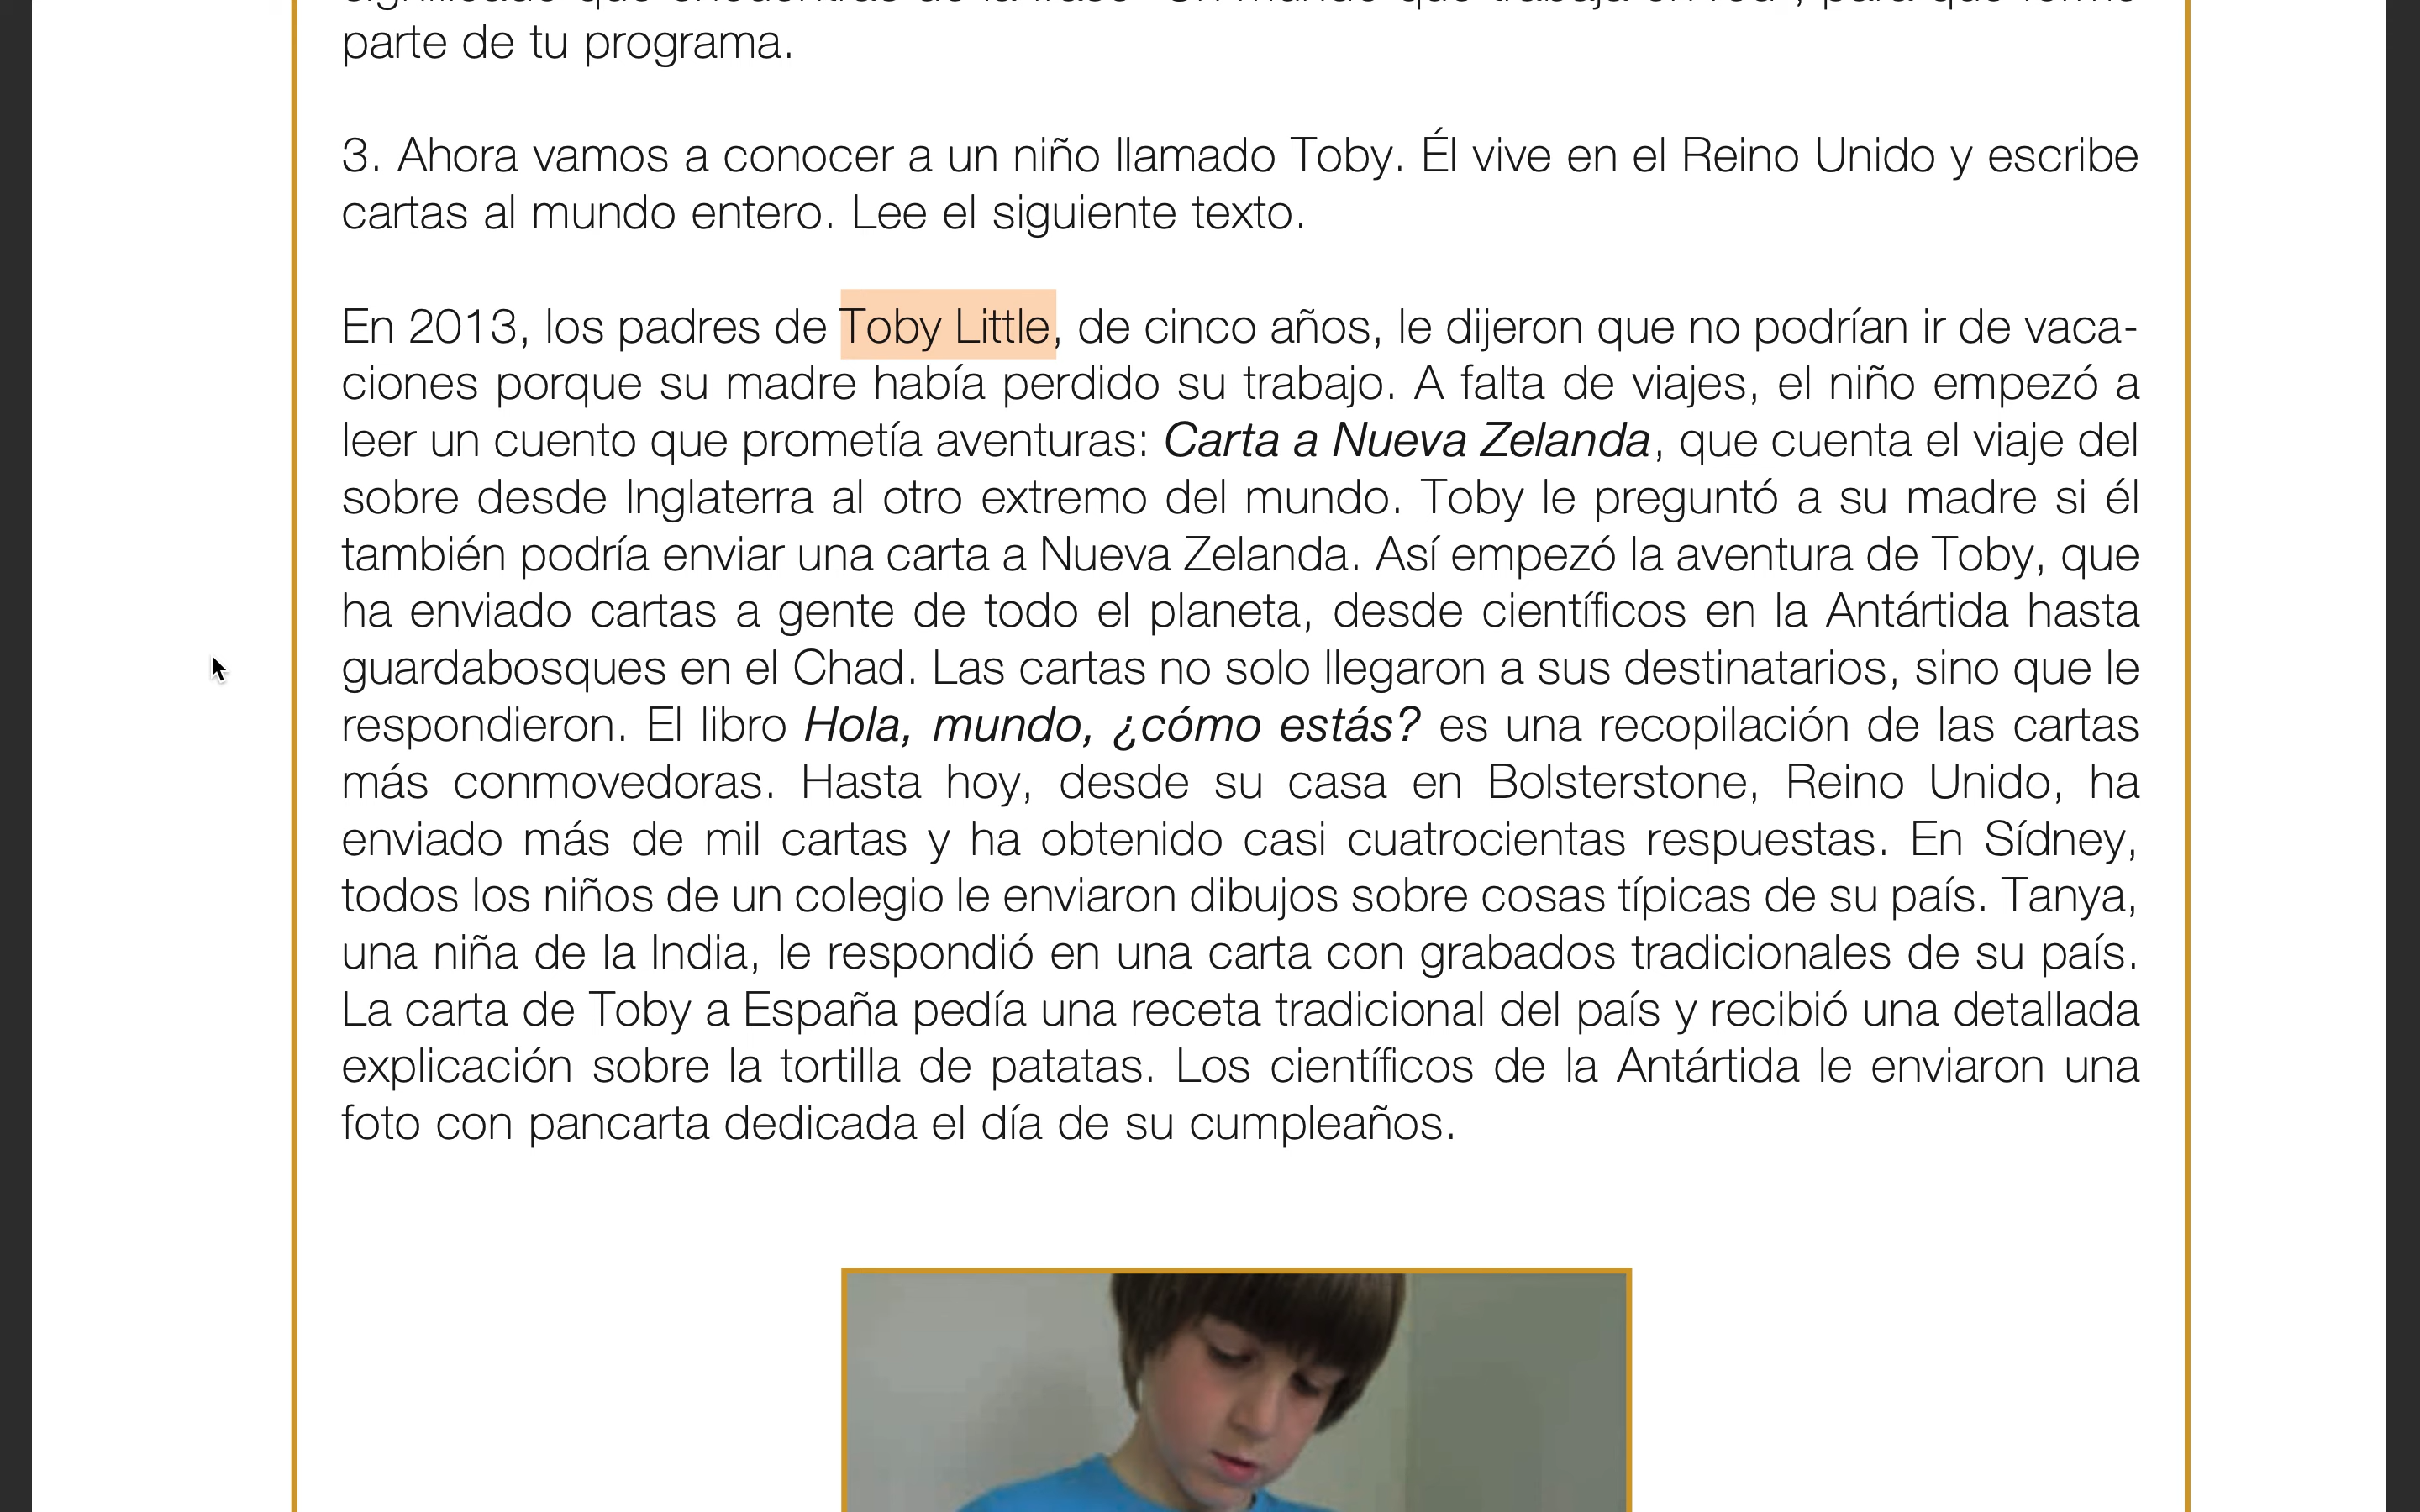 parte de tu programa.
3. Ahora vamos a conocer a un niño llamado Toby. Él vive en el Reino Unido y escribe
cartas al mundo entero. Lee el siguiente texto.
En 2013, los padres de Toby Little, de cinco años, le dijeron que no podrían ir de vaca-
ciones porque su madre había perdido su trabajo. A falta de viajes, el niño empezó a
leer un cuento que prometía aventuras: Carta a Nueva Zelanda, que cuenta el viaje del
sobre desde Inglaterra al otro extremo del mundo. Toby le preguntó a su madre si él
también podría enviar una carta a Nueva Zelanda. Así empezó la aventura de Toby, que
ha enviado cartas a gente de todo el planeta, desde científicos en la Antártida hasta
guardabosques en el Chad. Las cartas no solo llegaron a sus destinatarios, sino que le
respondieron. El libro Hola, mundo, ¿cómo estás? es una recopilación de las cartas
más conmovedoras. Hasta hoy, desde su casa en Bolsterstone, Reino Unido, ha
enviado más de mil cartas y ha obtenido casi cuatrocientas respuestas. En Sídney,
todos los niños de un colegio le enviaron dibujos sobre cosas típicas de su país. Tanya,
una niña de la India, le respondió en una carta con grabados tradicionales de su país.
La carta de Toby a España pedía una receta tradicional del país y recibió una detallada
explicación sobre la tortilla de patatas. Los científicos de la Antártida le enviaron una
foto con pancarta dedicada el día de su cumpleaños.